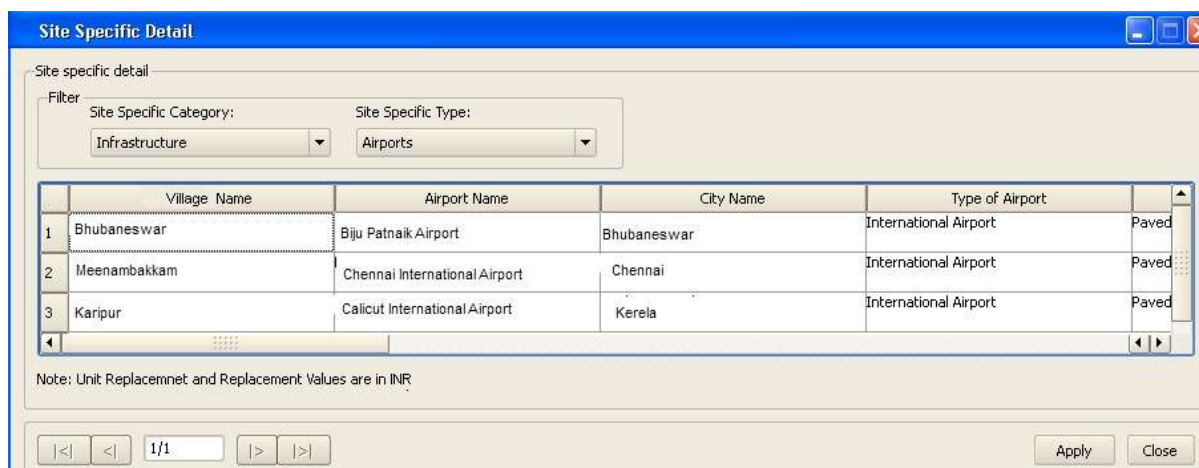 Site Specific Detail
Site specific detail
Filter
Site Specific Category: Site Specific Type:
Infrastructure Airports
Village Name Airport Name City Name Type of Airport
1 Bhubaneswar Biju Patnaik Airport Bhubaneswar International Airport Paved
2 Meenambakkam Chennai International Airport Chennai International Airport Paved
3 Karipur Calicut International Airport Kerela International Airport Paved
Note: Unit Replacemnet and Replacement Values are in INR
|<| <| 1/1 |> |>| Apply Close